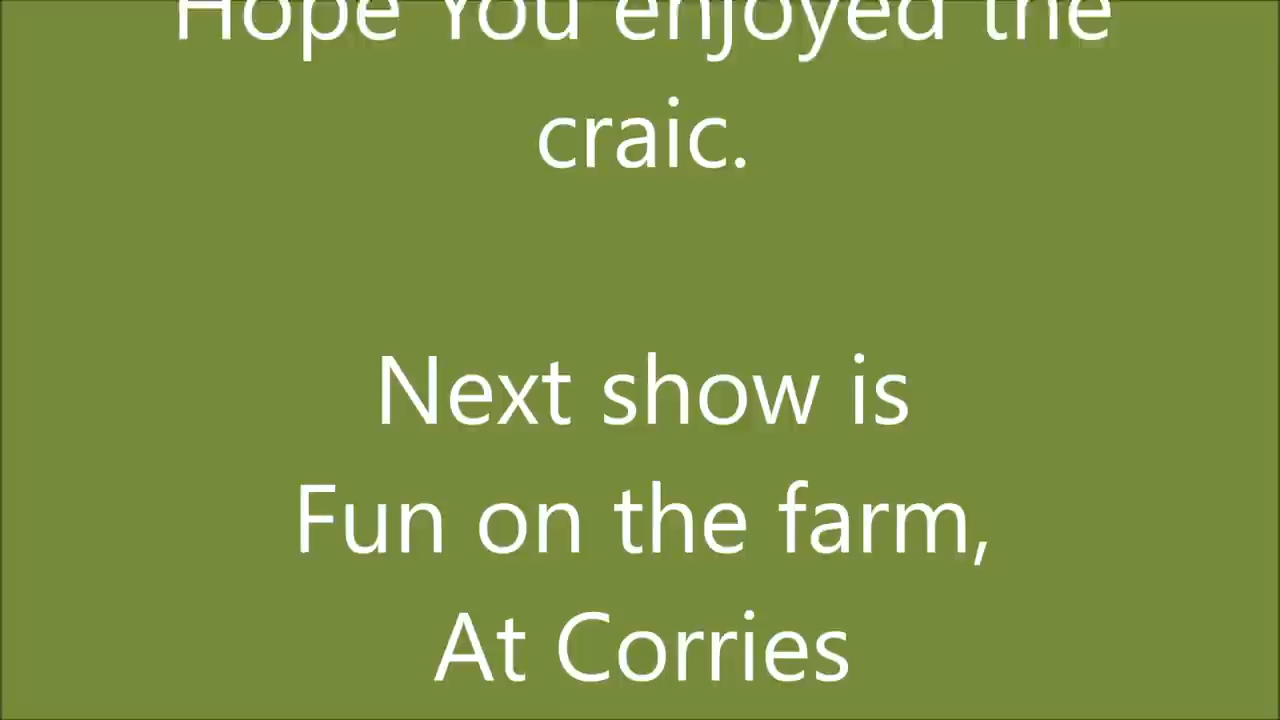 Hope You enjoyed the
craic.
Next show is
Fun on the farm,
At Corries